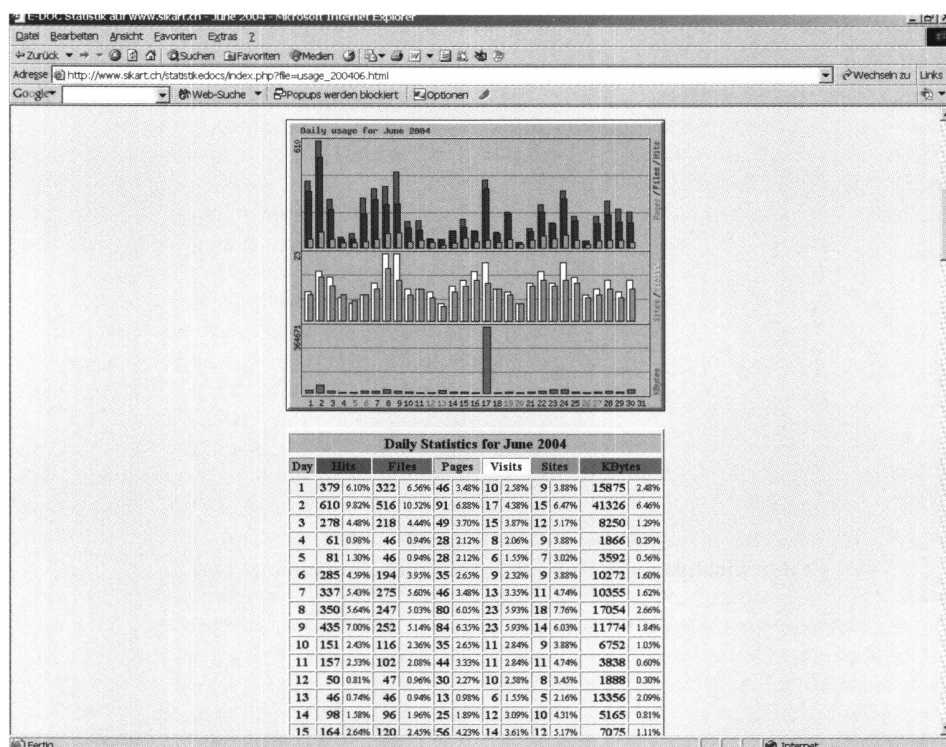 E-DOC Statistik auf www.sikart.ch - June 2004 - Microsoft Internet Explorer
Datei Bearbeiten Ansicht Favoriten Extras ?
Zurück Suchen Favoriten Medien
Adresse http://www.sikart.ch/statistikedocs/index.php?file=usage_200406.html Wechseln zu Links
Google Web-Suche Popups werden blockiert Optionen
Daily usage for June 2004
610
Pages / Files / Hits
23
Sites / Visits
364671
KBytes
1 2 3 4 5 6 7 8 9 10 11 12 13 14 15 16 17 18 19 20 21 22 23 24 25 26 27 28 29 30 31
Daily Statistics for June 2004
Day Hits Files Pages Visits Sites KBytes
1 379 6.10% 322 6.56% 46 3.48% 10 2.58% 9 3.88% 15875 2.48%
2 610 9.82% 516 10.52% 91 6.88% 17 4.38% 15 6.47% 41326 6.46%
3 278 4.48% 218 4.44% 49 3.70% 15 3.87% 12 5.17% 8250 1.29%
4 61 0.98% 46 0.94% 28 2.12% 8 2.06% 9 3.88% 1866 0.29%
5 81 1.30% 46 0.94% 28 2.12% 6 1.55% 7 3.02% 3592 0.56%
6 285 4.59% 194 3.95% 35 2.65% 9 2.32% 9 3.88% 10272 1.60%
7 337 5.43% 275 5.60% 46 3.48% 13 3.35% 11 4.74% 10355 1.62%
8 350 5.64% 247 5.03% 80 6.05% 23 5.93% 18 7.76% 17054 2.66%
9 435 7.00% 252 5.14% 84 6.35% 23 5.93% 14 6.03% 11774 1.84%
10 151 2.43% 116 2.36% 35 2.65% 11 2.84% 9 3.88% 6752 1.05%
11 157 2.53% 102 2.08% 44 3.33% 11 2.84% 11 4.74% 3838 0.60%
12 50 0.81% 47 0.96% 30 2.27% 10 2.58% 8 3.45% 1888 0.30%
13 46 0.74% 46 0.94% 13 0.98% 6 1.55% 5 2.16% 13356 2.09%
14 98 1.58% 96 1.96% 25 1.89% 12 3.09% 10 4.31% 5165 0.81%
15 164 2.64% 120 2.45% 56 4.23% 14 3.61% 12 5.17% 7075 1.11%
Fertig Internet